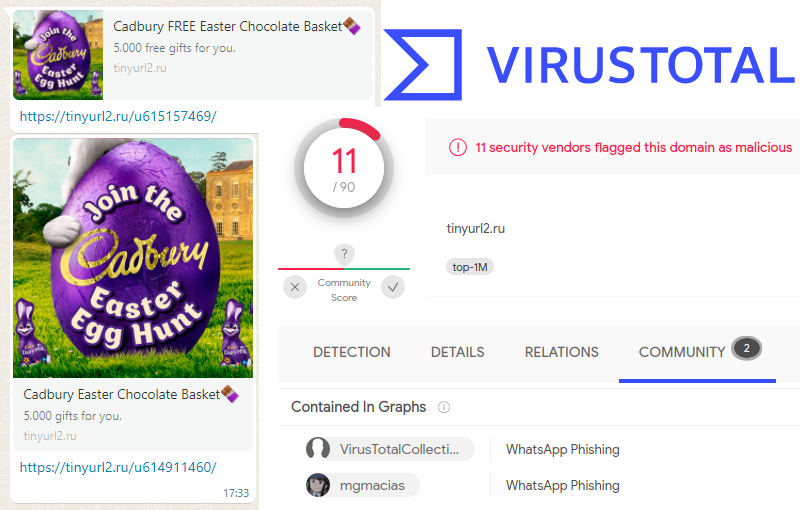 Join the
Cadbury
Easter
Egg Hunt
Cadbury FREE Easter Chocolate Basket🍫
5.000 free gifts for you.
tinyurl2.ru
https://tinyurl2.ru/u615157469/
Join the
Cadbury
Easter
Egg Hunt
Cadbury Easter Chocolate Basket🍫
5.000 gifts for you.
tinyurl2.ru
https://tinyurl2.ru/u614911460/
17:33
VIRUSTOTAL
11
/ 90
?
Community
Score
11 security vendors flagged this domain as malicious
tinyurl2.ru
top-1M
DETECTION DETAILS RELATIONS COMMUNITY 2
Contained In Graphs
VirusTotalCollecti... WhatsApp Phishing
mgmacias WhatsApp Phishing